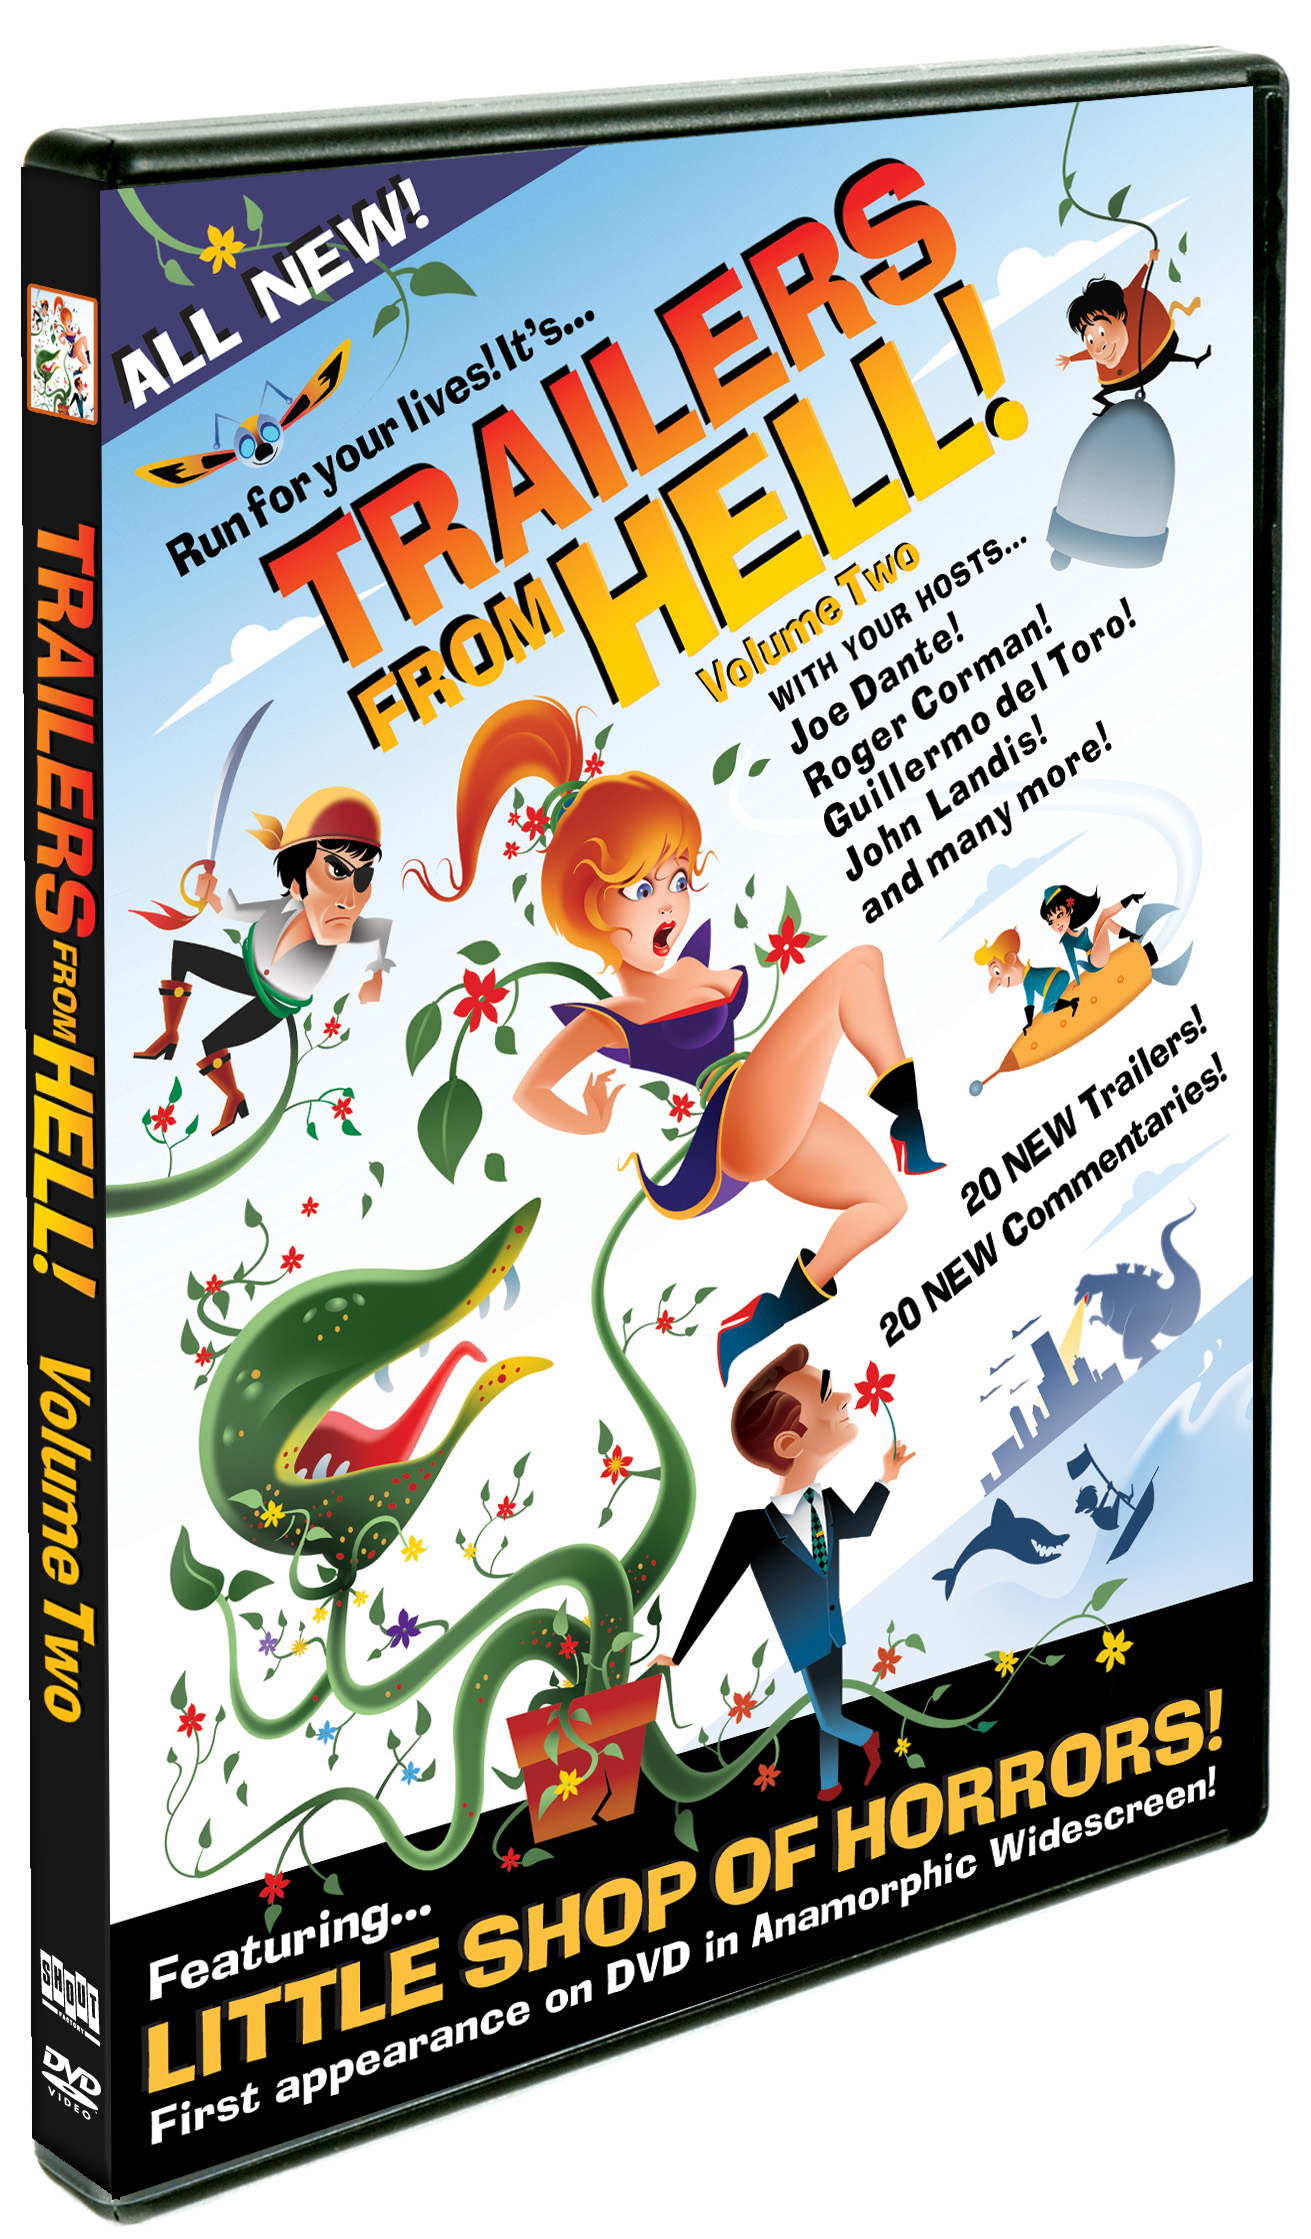 ALL NEW!
Run for your lives! It's...
TRAILERS
FROM HELL!
Volume Two
WITH YOUR HOSTS...
Joe Dante!
Roger Corman!
Guillermo del Toro!
John Landis!
and many more!
20 NEW Trailers!
20 NEW Commentaries!
Featuring...
LITTLE SHOP OF HORRORS!
First appearance on DVD in Anamorphic Widescreen!
TRAILERS FROM HELL! Volume Two
SHOUT
FACTORY
DVD
VIDEO